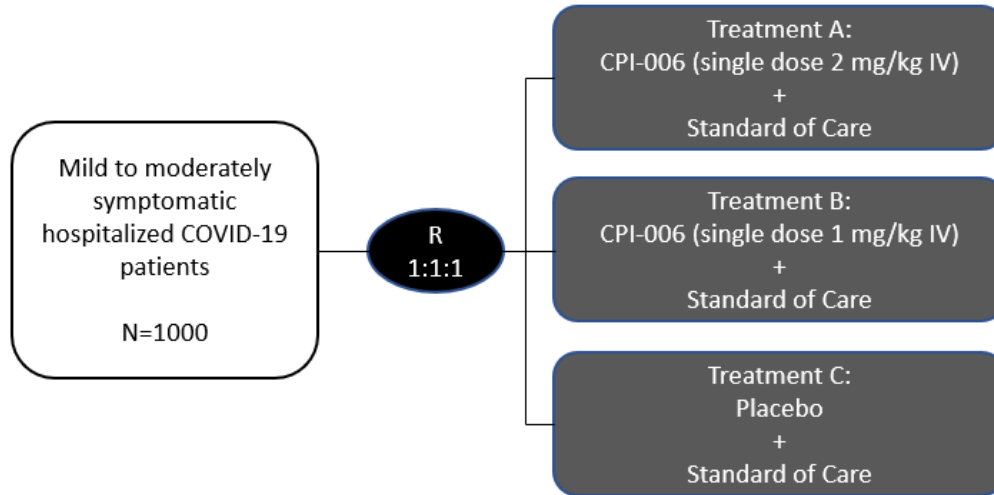 Mild to moderately
symptomatic
hospitalized COVID-19
patients
N=1000
R
1:1:1
Treatment A:
CPI-006 (single dose 2 mg/kg IV)
+
Standard of Care
Treatment B:
CPI-006 (single dose 1 mg/kg IV)
+
Standard of Care
Treatment C:
Placebo
+
Standard of Care